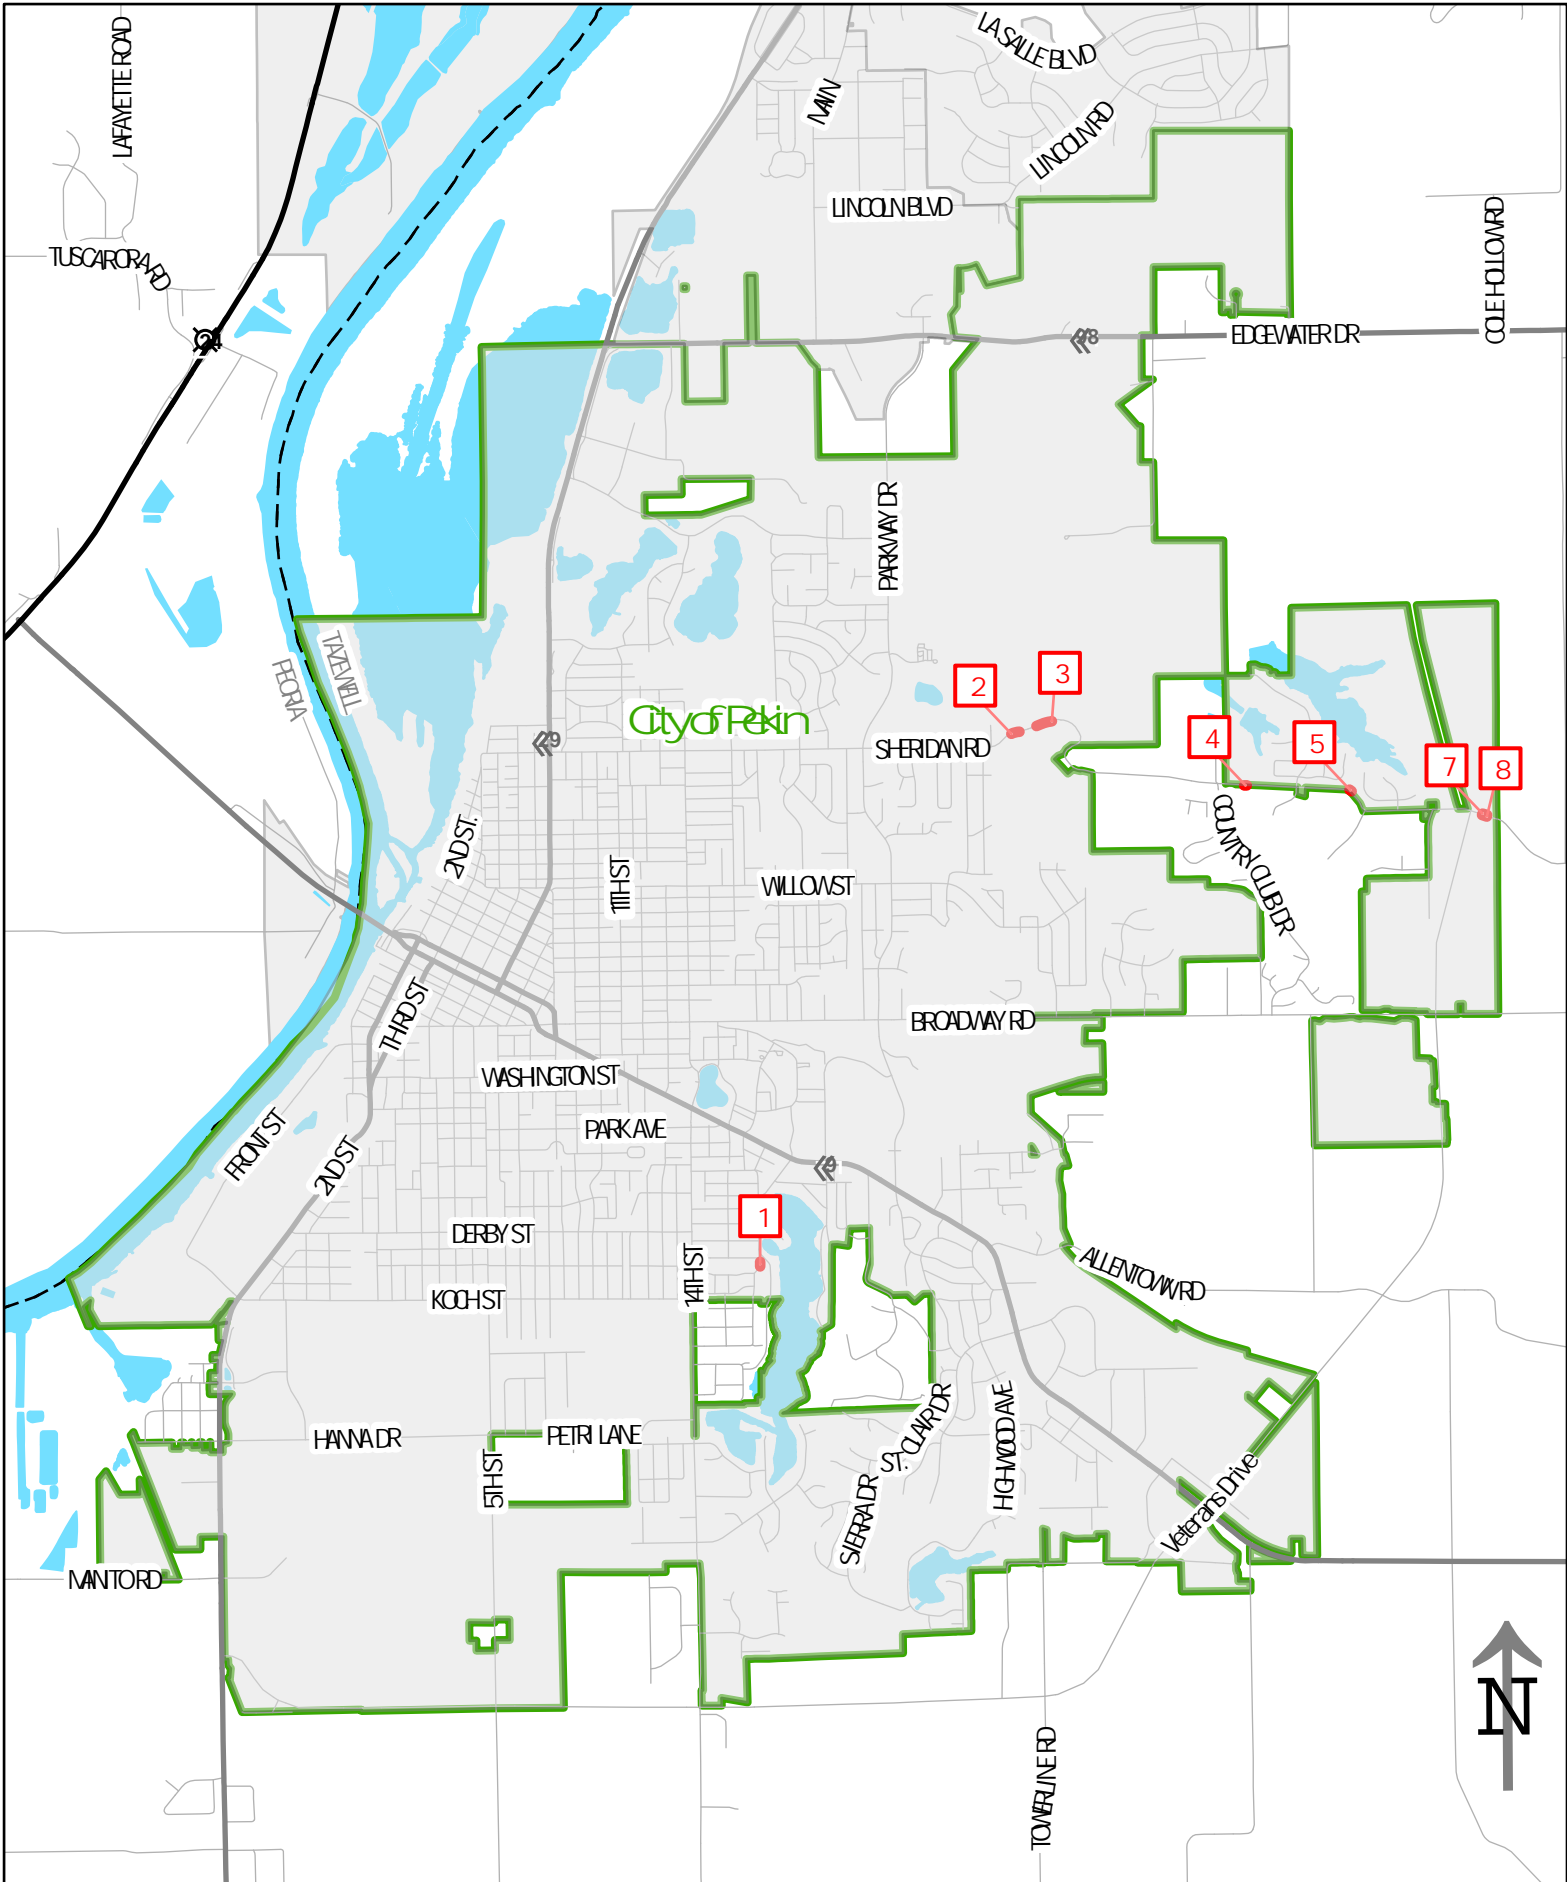 LAFAYETTE ROAD
LA SALLE BLVD
MAIN
LINCOLN RD
LINCOLN BLVD
COLE HOLLOW RD
TUSCARORA RD
24
98
EDGEWATER DR
PARKWAY DR
TAZEWELL
PEORIA
2
3
City of Pekin
29
SHERIDAN RD
4
5
7
8
2ND ST.
11TH ST
WILLOW ST
COUNTRY CLUB DR
THIRD ST
BROADWAY RD
WASHINGTON ST
PARK AVE
FRONT ST
2ND ST
9
1
DERBY ST
14TH ST
ALLENTOWN RD
KOCH ST
HANNA DR
PETRI LANE
5TH ST
ST. CLAIR DR
HIGHWOOD AVE
SIERRA DR
Veterans Drive
MANITO RD
N
TOWERLINE RD